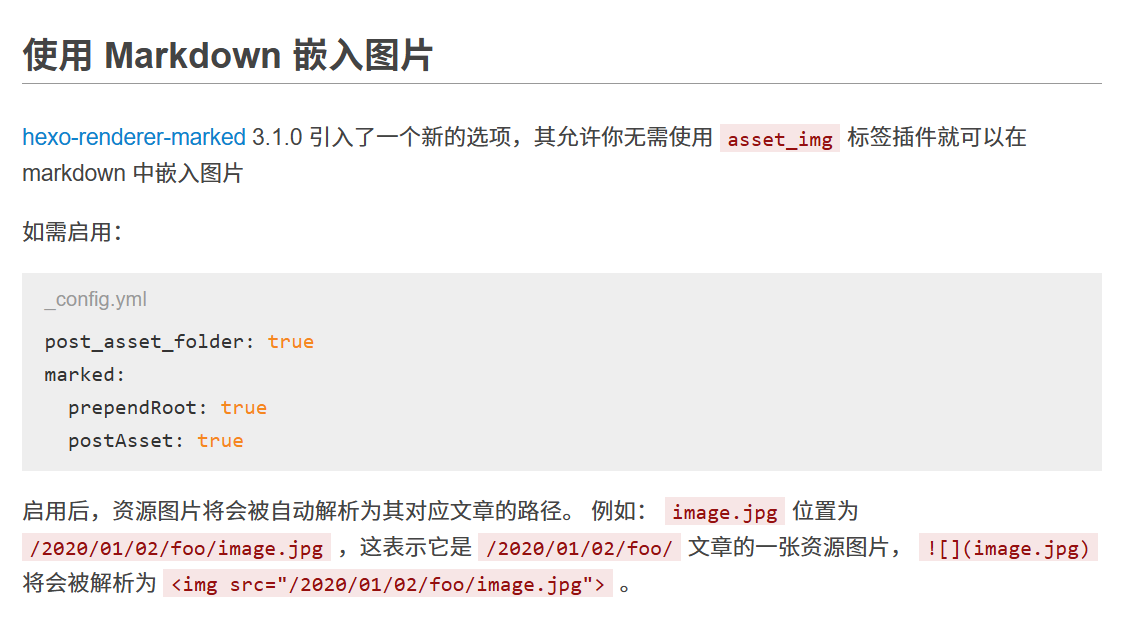 使用 Markdown 嵌入图片
hexo-renderer-marked 3.1.0 引入了一个新的选项，其允许你无需使用 asset_img 标签插件就可以在
markdown 中嵌入图片
如需启用：
_config.yml
post_asset_folder: true
marked:
  prependRoot: true
  postAsset: true
启用后，资源图片将会被自动解析为其对应文章的路径。 例如： image.jpg 位置为
/2020/01/02/foo/image.jpg ，这表示它是 /2020/01/02/foo/ 文章的一张资源图片， ![](image.jpg)
将会被解析为 <img src="/2020/01/02/foo/image.jpg"> 。